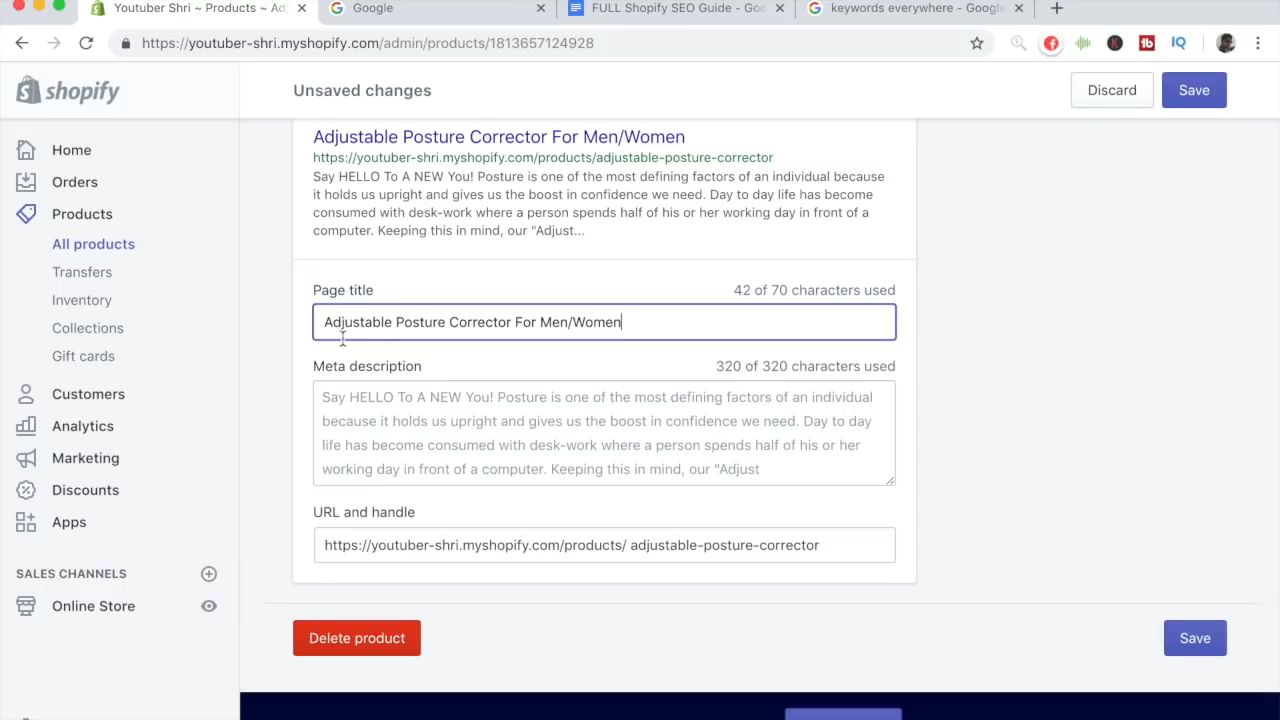 Youtuber Shri ~ Products ~ Adj
Google
FULL Shopify SEO Guide - Goo
keywords everywhere - Google
https://youtuber-shri.myshopify.com/admin/products/1813657124928
IQ
shopify
Unsaved changes
Discard
Save
Home
Orders
Products
All products
Transfers
Inventory
Collections
Gift cards
Customers
Analytics
Marketing
Discounts
Apps
SALES CHANNELS
Online Store
Adjustable Posture Corrector For Men/Women
https://youtuber-shri.myshopify.com/products/adjustable-posture-corrector
Say HELLO To A NEW You! Posture is one of the most defining factors of an individual because
it holds us upright and gives us the boost in confidence we need. Day to day life has become
consumed with desk-work where a person spends half of his or her working day in front of a
computer. Keeping this in mind, our "Adjust...
Page title
42 of 70 characters used
Adjustable Posture Corrector For Men/Women
Meta description
320 of 320 characters used
Say HELLO To A NEW You! Posture is one of the most defining factors of an individual
because it holds us upright and gives us the boost in confidence we need. Day to day
life has become consumed with desk-work where a person spends half of his or her
working day in front of a computer. Keeping this in mind, our "Adjust
URL and handle
https://youtuber-shri.myshopify.com/products/ adjustable-posture-corrector
Delete product
Save